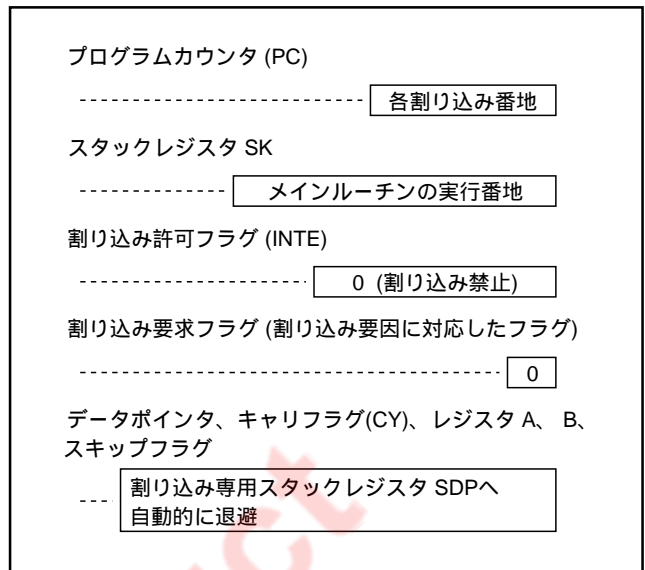 プログラムカウンタ (PC)
各割り込み番地
スタックレジスタ SK
メインルーチンの実行番地
割り込み許可フラグ (INTE)
0 (割り込み禁止)
割り込み要求フラグ (割り込み要因に対応したフラグ)
0
データポインタ、キャリフラグ(CY)、レジスタ A、 B、
スキップフラグ
割り込み専用スタックレジスタ SDPへ
自動的に退避
ct